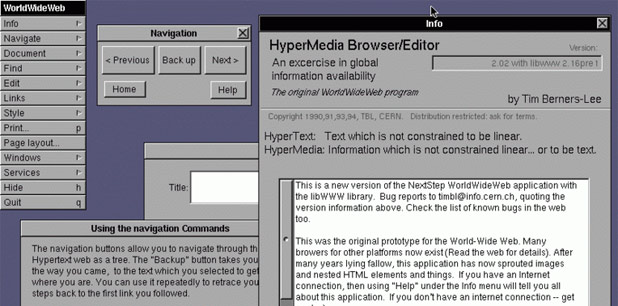 WorldWideWeb
Info
Navigate
Document
Find
Edit
Links
Style
Print... p
Page layout...
Windows
Services
Hide h
Quit q
Navigation
< Previous
Back up
Next >
Home
Help
Title:
Using the navigation Commands
The navigation buttons allow you to navigate through th
Hypertext web as a tree. The "Backup" button takes you
the way you came, to the text which you selected to get
where you are. You can use it repeatedly to retrace you
steps back to the first link you followed.
Info
HyperMedia Browser/Editor
Version:
An excercise in global
information availability
2.02 with libwww 2.16pre1
The original WorldWideWeb program
by Tim Berners-Lee
Copyright 1990,91,93,94, TBL, CERN. Distribution restricted: ask for terms.
HyperText: Text which is not constrained to be linear.
HyperMedia: Information which is not constrained linear... or to be text.
This is a new version of the NextStep WorldWideWeb application with
the libWWW library. Bug reports to timbl@info.cern.ch, quoting the
version information above. Check the list of known bugs in the web
too.
This was the original prototype for the World-Wide Web. Many
browers for other platforms now exist (Read the web for details). After
many years lying fallow, this application has now sprouted images
and nested HTML elements and things. If you have an Internet
connection, then using "Help" under the Info menu will tell you all
about this application. If you don't have an internet connection -- get